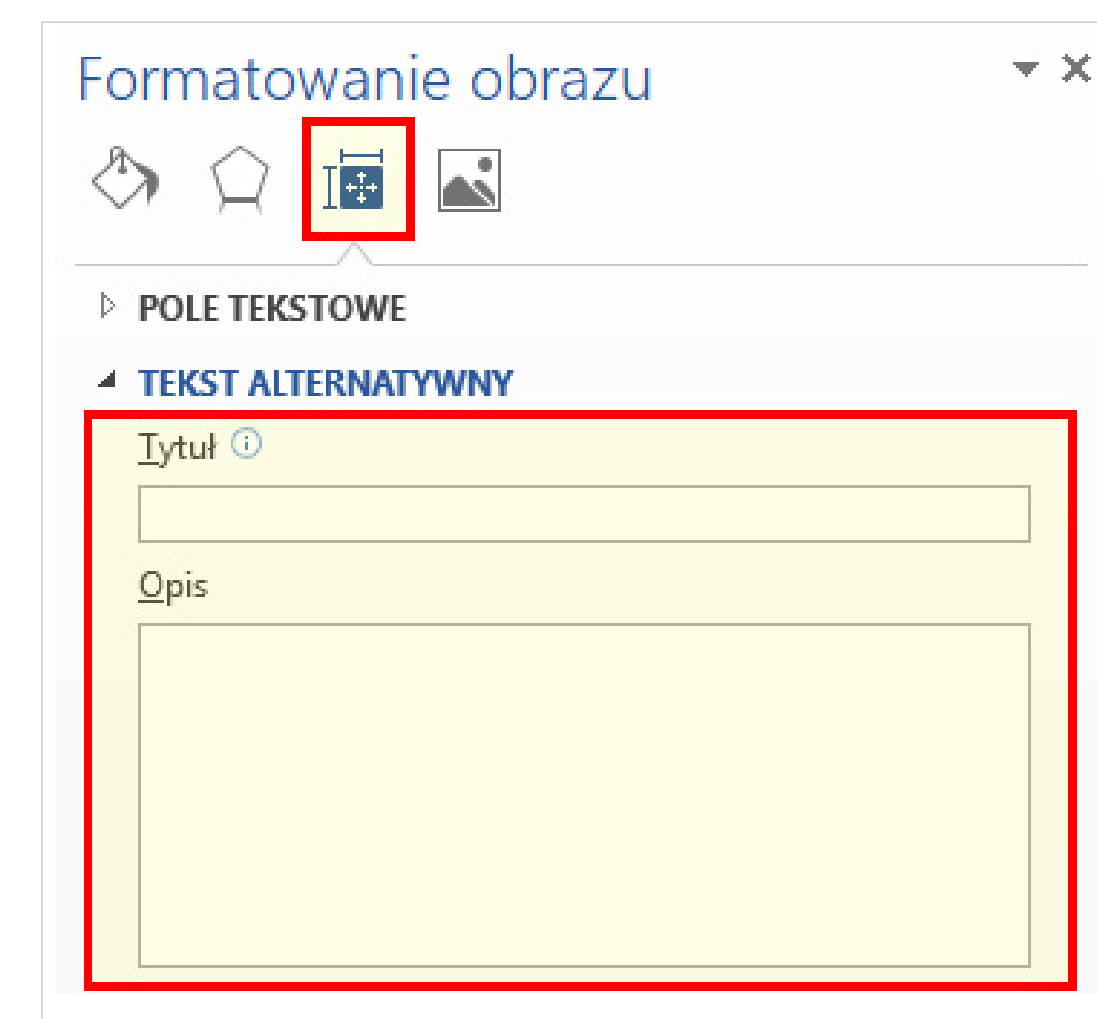 Formatowanie obrazu
POLE TEKSTOWE
TEKST ALTERNATYWNY
Tytuł
Opis